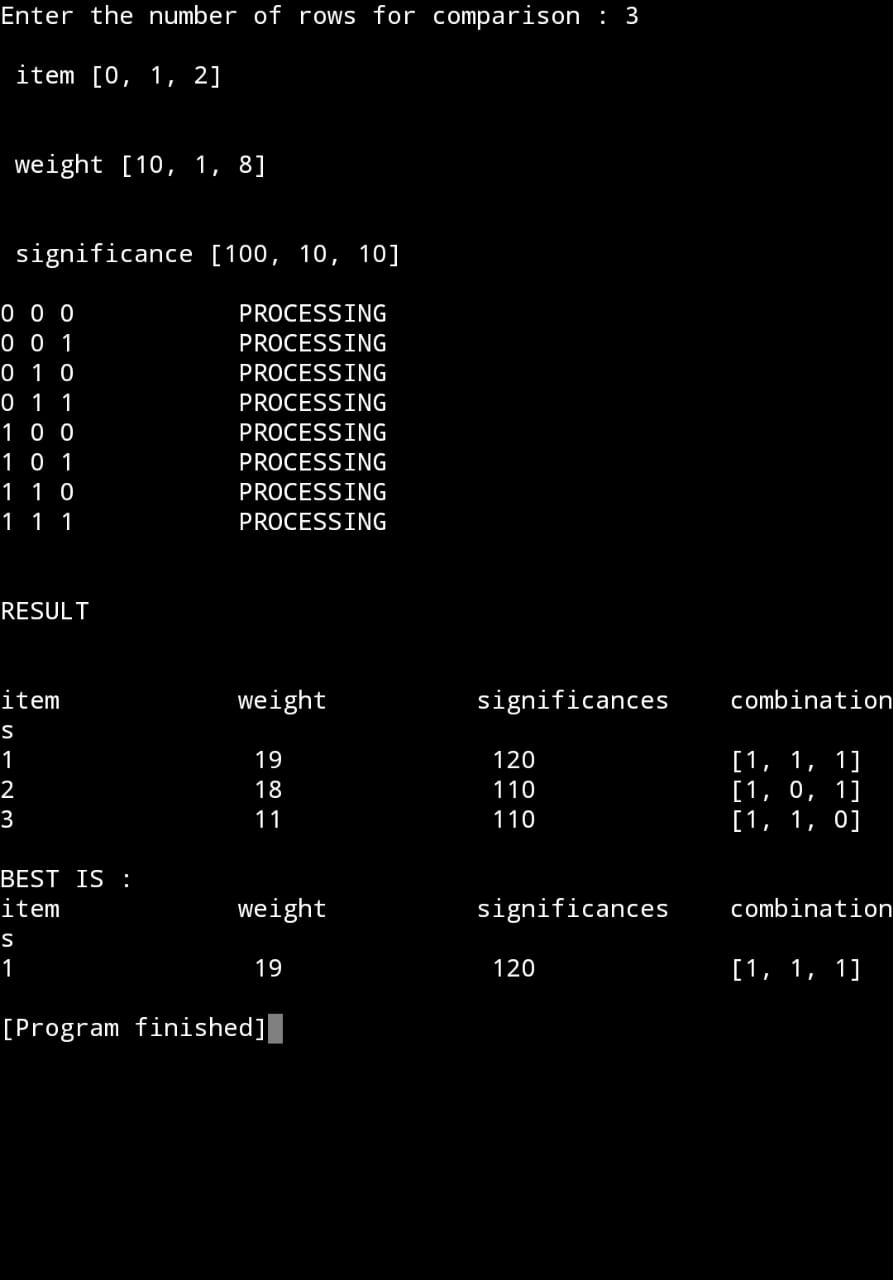 Enter the number of rows for comparison : 3
item [0, 1, 2]
weight [10, 1, 8]
significance [100, 10, 10]
0 0 0 PROCESSING
0 0 1 PROCESSING
0 1 0 PROCESSING
0 1 1 PROCESSING
1 0 0 PROCESSING
1 0 1 PROCESSING
1 1 0 PROCESSING
1 1 1 PROCESSING
RESULT
item weight significances combination
s
1 19 120 [1, 1, 1]
2 18 110 [1, 0, 1]
3 11 110 [1, 1, 0]
BEST IS :
item weight significances combination
s
1 19 120 [1, 1, 1]
[Program finished]